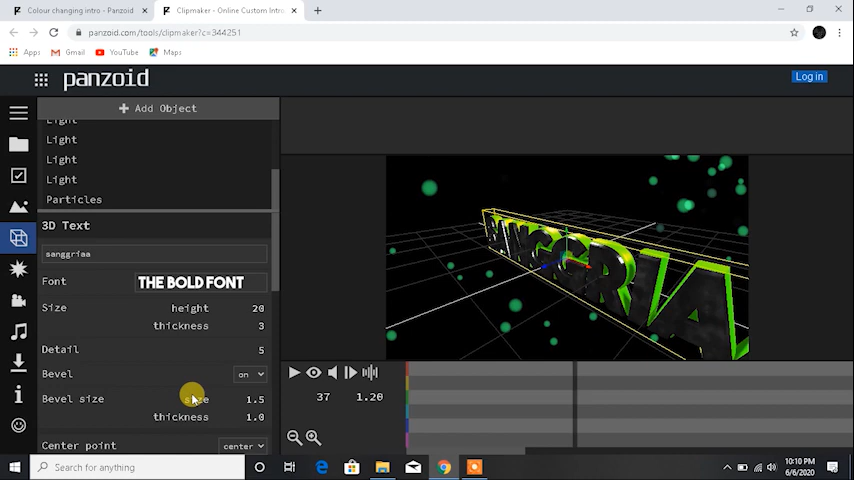 Colour changing intro - Panzoid
Clipmaker - Online Custom Intro
panzoid.com/tools/clipmaker?c=344251
Apps
Gmail
YouTube
Maps
panzoid
Log in
Add Object
Light
Light
Light
Light
Particles
3D Text
sanggriaa
Font THE BOLD FONT
Size height 20
thickness 3
Detail 5
Bevel on
Bevel size size 1.5
thickness 1.0
Center point center
37 1.20
Search for anything
10:10 PM
6/6/2020